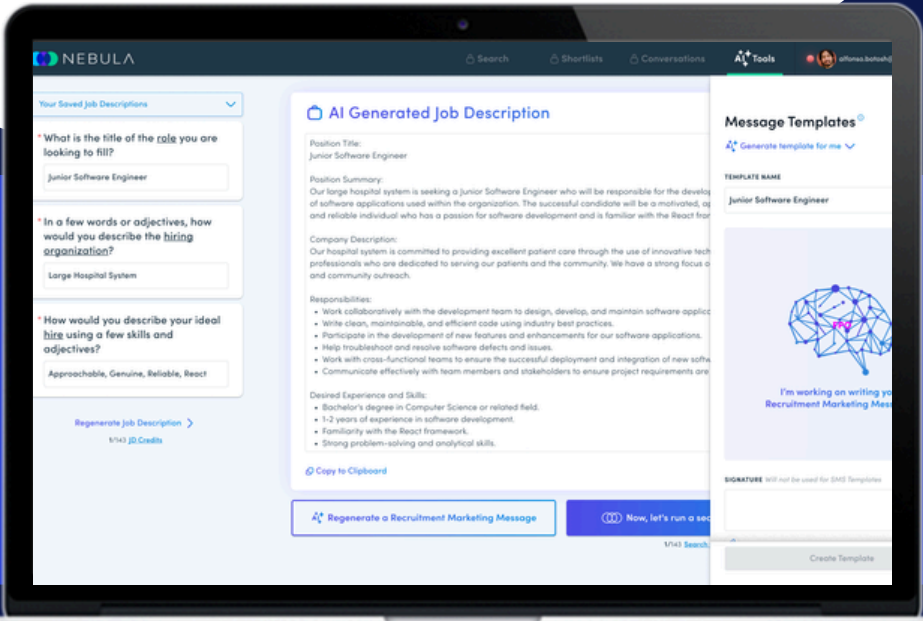 NEBULA
Search
Shortlists
Conversations
AI Tools
alfonso.botosh@
Your Saved Job Descriptions
* What is the title of the role you are
looking to fill?
Junior Software Engineer
* In a few words or adjectives, how
would you describe the hiring
organization?
Large Hospital System
* How would you describe your ideal
hire using a few skills and
adjectives?
Approachable, Genuine, Reliable, React
Regenerate Job Description
1/143 JD Credits
AI Generated Job Description
Position Title:
Junior Software Engineer
Position Summary:
Our large hospital system is seeking a Junior Software Engineer who will be responsible for the develop
of software applications used within the organization. The successful candidate will be a motivated, ap
and reliable individual who has a passion for software development and is familiar with the React fram
Company Description:
Our hospital system is committed to providing excellent patient care through the use of innovative tech
professionals who are dedicated to serving our patients and the community. We have a strong focus o
and community outreach.
Responsibilities:
• Work collaboratively with the development team to design, develop, and maintain software applic
• Write clean, maintainable, and efficient code using industry best practices.
• Participate in the development of new features and enhancements for our software applications.
• Help troubleshoot and resolve software defects and issues.
• Work with cross-functional teams to ensure the successful deployment and integration of new softw
• Communicate effectively with team members and stakeholders to ensure project requirements are
Desired Experience and Skills:
• Bachelor's degree in Computer Science or related field.
• 1-2 years of experience in software development.
• Familiarity with the React framework.
• Strong problem-solving and analytical skills.
Copy to Clipboard
Regenerate a Recruitment Marketing Message
Now, let's run a sec
1/143 Search
Message Templates
AI Generate template for me
TEMPLATE NAME
Junior Software Engineer
PRO
I'm working on writing yo
Recruitment Marketing Mess
SIGNATURE Will not be used for SMS Templates
Create Template